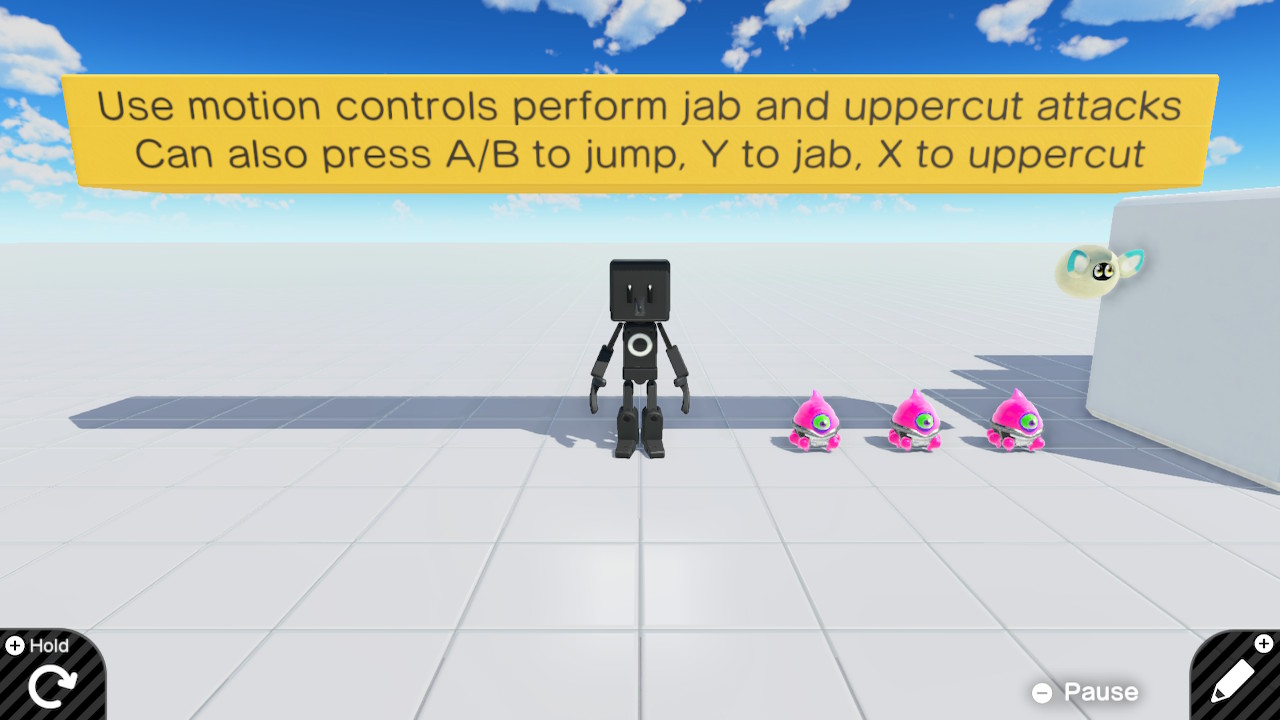 Use motion controls perform jab and uppercut attacks
Can also press A/B to jump, Y to jab, X to uppercut
Hold
Pause